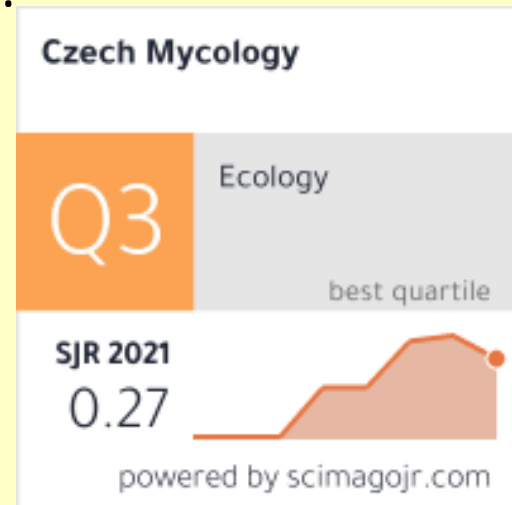 Czech Mycology
Q3
Ecology
best quartile
SJR 2021
0.27
powered by scimagojr.com